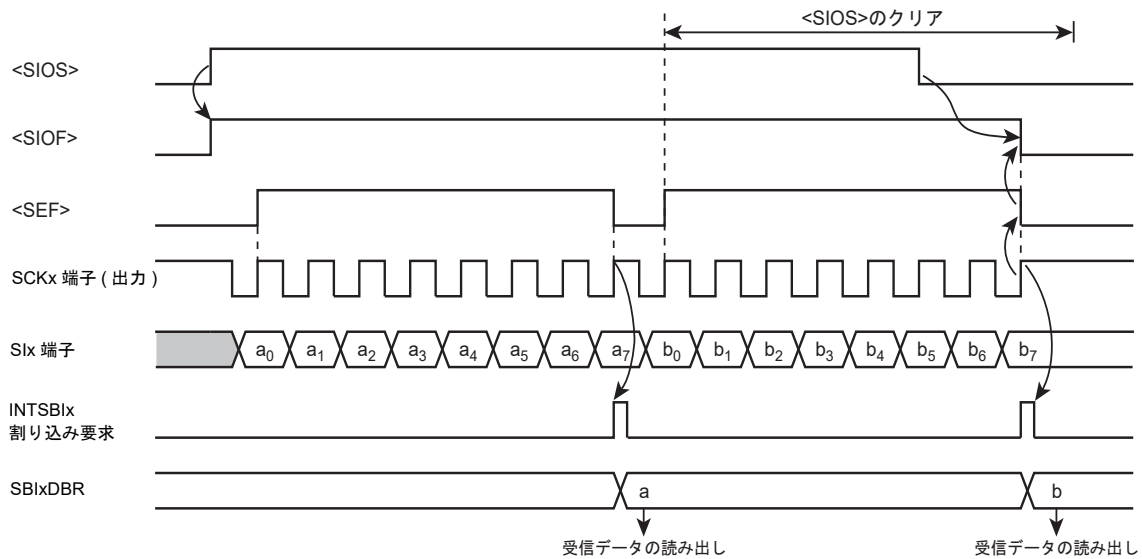 <SIOS>のクリア
<SIOS>
<SIOF>
<SEF>
SCKx 端子 ( 出力 )
SIx 端子
a0 a1 a2 a3 a4 a5 a6 a7 b0 b1 b2 b3 b4 b5 b6 b7
INTSBIx
割り込み要求
SBIxDBR
a
b
受信データの読み出し
受信データの読み出し